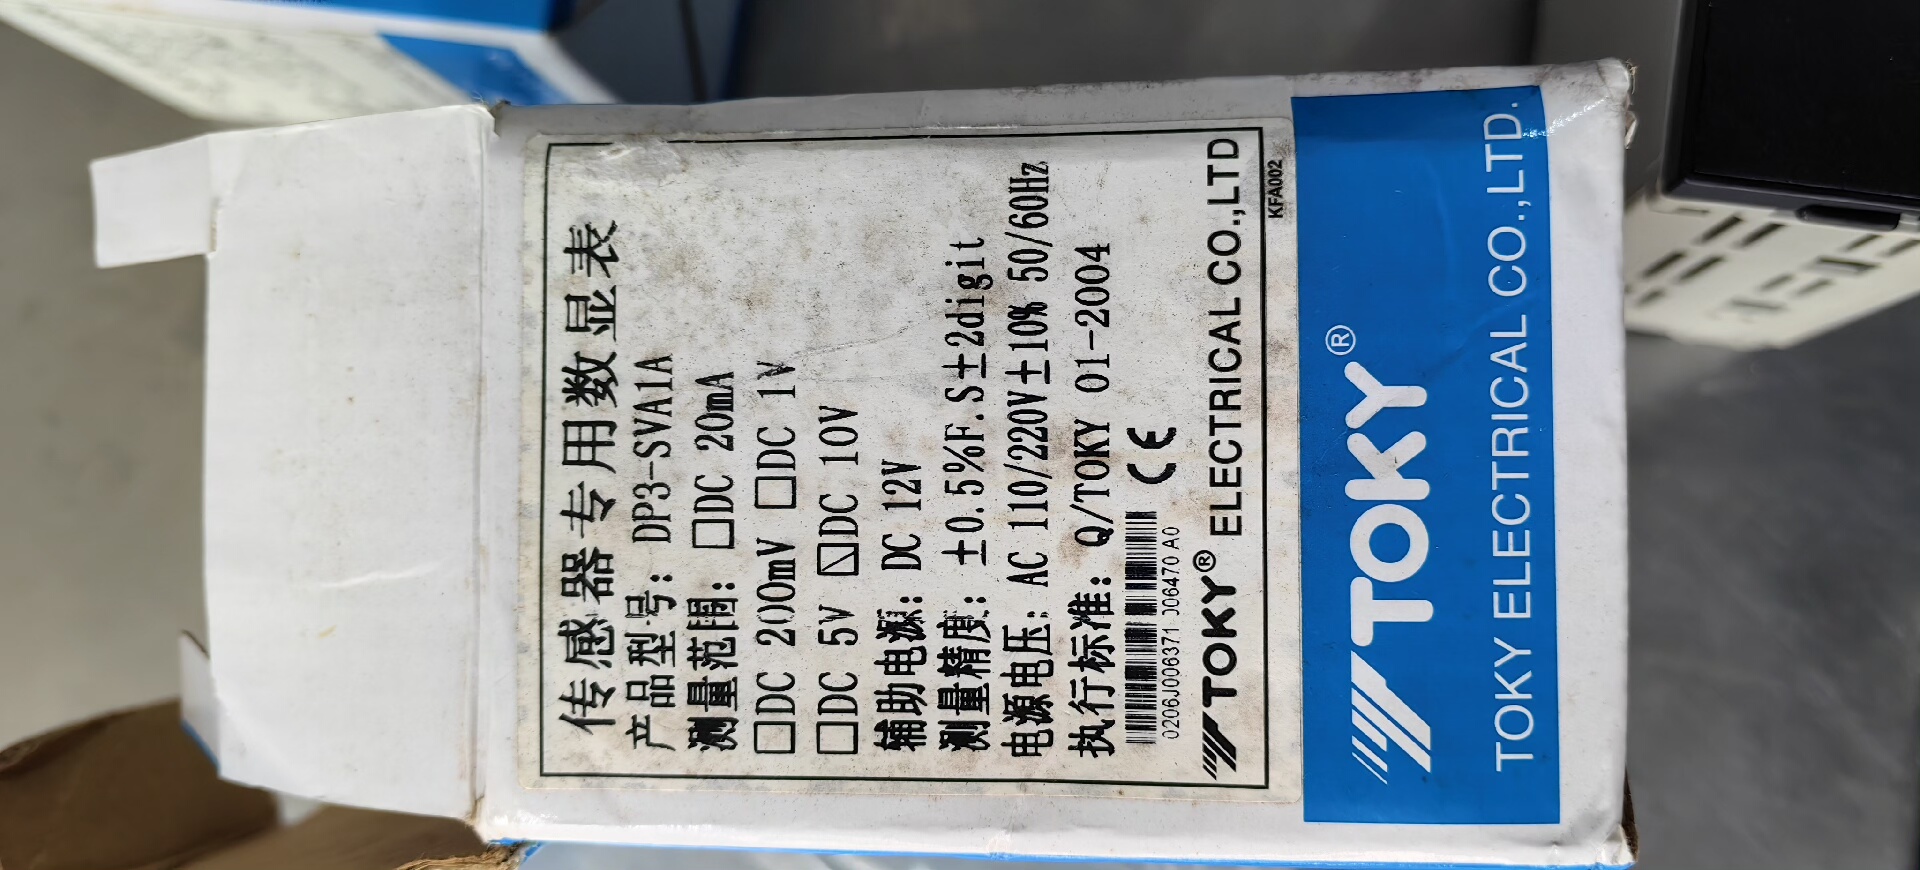 传感器专用数显表
产品型号: DP3-SVA1A
测量范围: □DC 20mA
□DC 200mV □DC 1V
□DC 5V ☑DC 10V
辅助电源: DC 12V
测量精度: ±0.5%F.S±2digit
电源电压: AC 110/220V±10% 50/60Hz
执行标准: Q/TOKY 01-2004
0206J006371 006470 A0
CE
TOKY® ELECTRICAL CO.,LTD
KFA002
TOKY®
TOKY ELECTRICAL CO.,LTD.